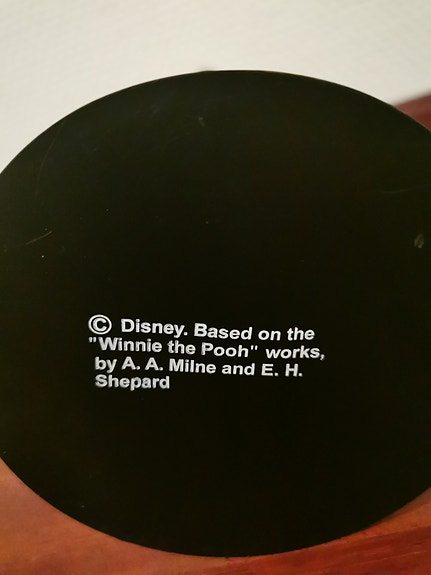 © Disney. Based on the
"Winnie the Pooh" works,
by A. A. Milne and E. H.
Shepard